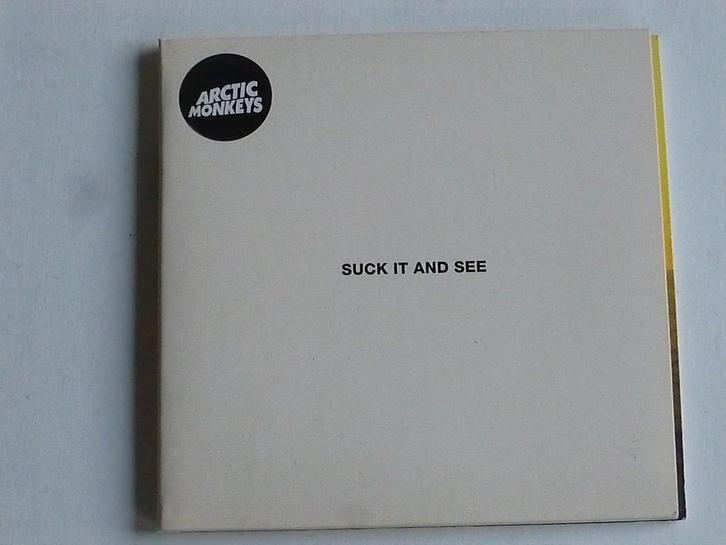 ARCTIC
MONKEYS
SUCK IT AND SEE